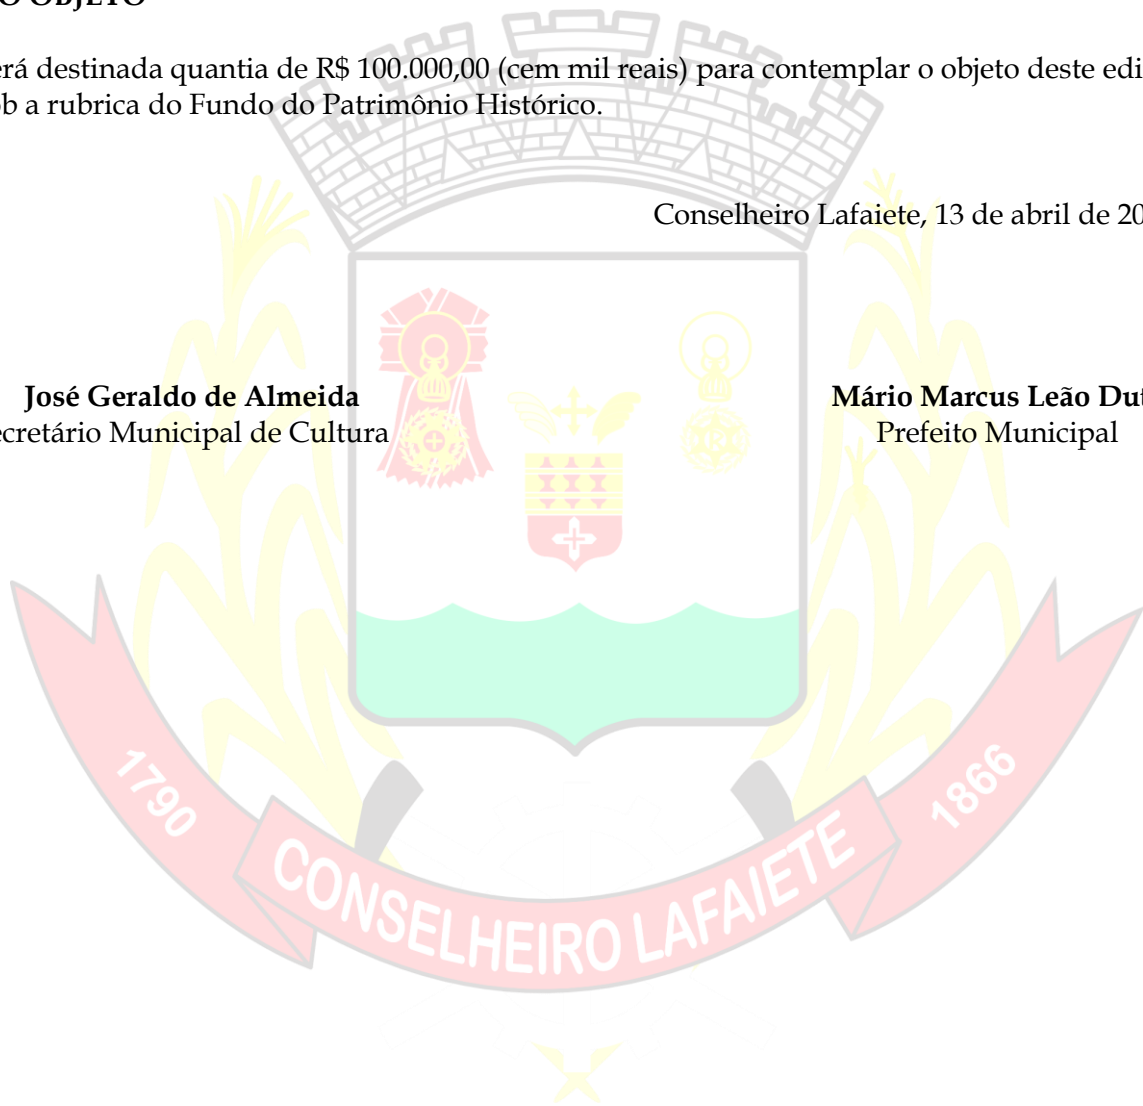 O OBJETO
erá destinada quantia de R$ 100.000,00 (cem mil reais) para contemplar o objeto deste edi
ob a rubrica do Fundo do Patrimônio Histórico.
Conselheiro Lafaiete, 13 de abril de 20
José Geraldo de Almeida
ecretário Municipal de Cultura
Mário Marcus Leão Dut
Prefeito Municipal
1790
CONSELHEIRO LAFAIETE
1866